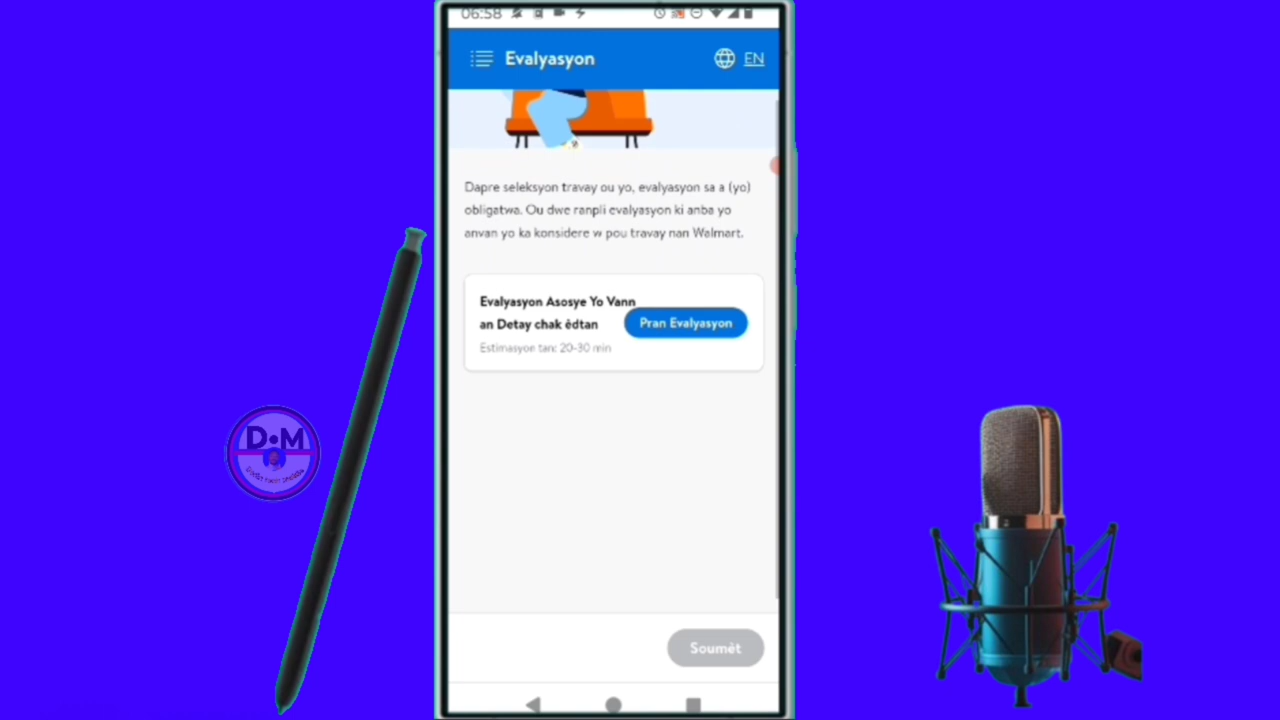 06:58
Evalyasyon
EN
Dapre seleksyon travay ou yo, evalyasyon sa a (yo)
obligatwa. Ou dwe ranpli evalyasyon ki anba yo
anvan yo ka konsidere w pou travay nan Walmart.
Evalyasyon Asosye Yo Vann
an Detay chak èdtan
Pran Evalyasyon
Estimasyon tan: 20-30 min
Soumèt
D•M